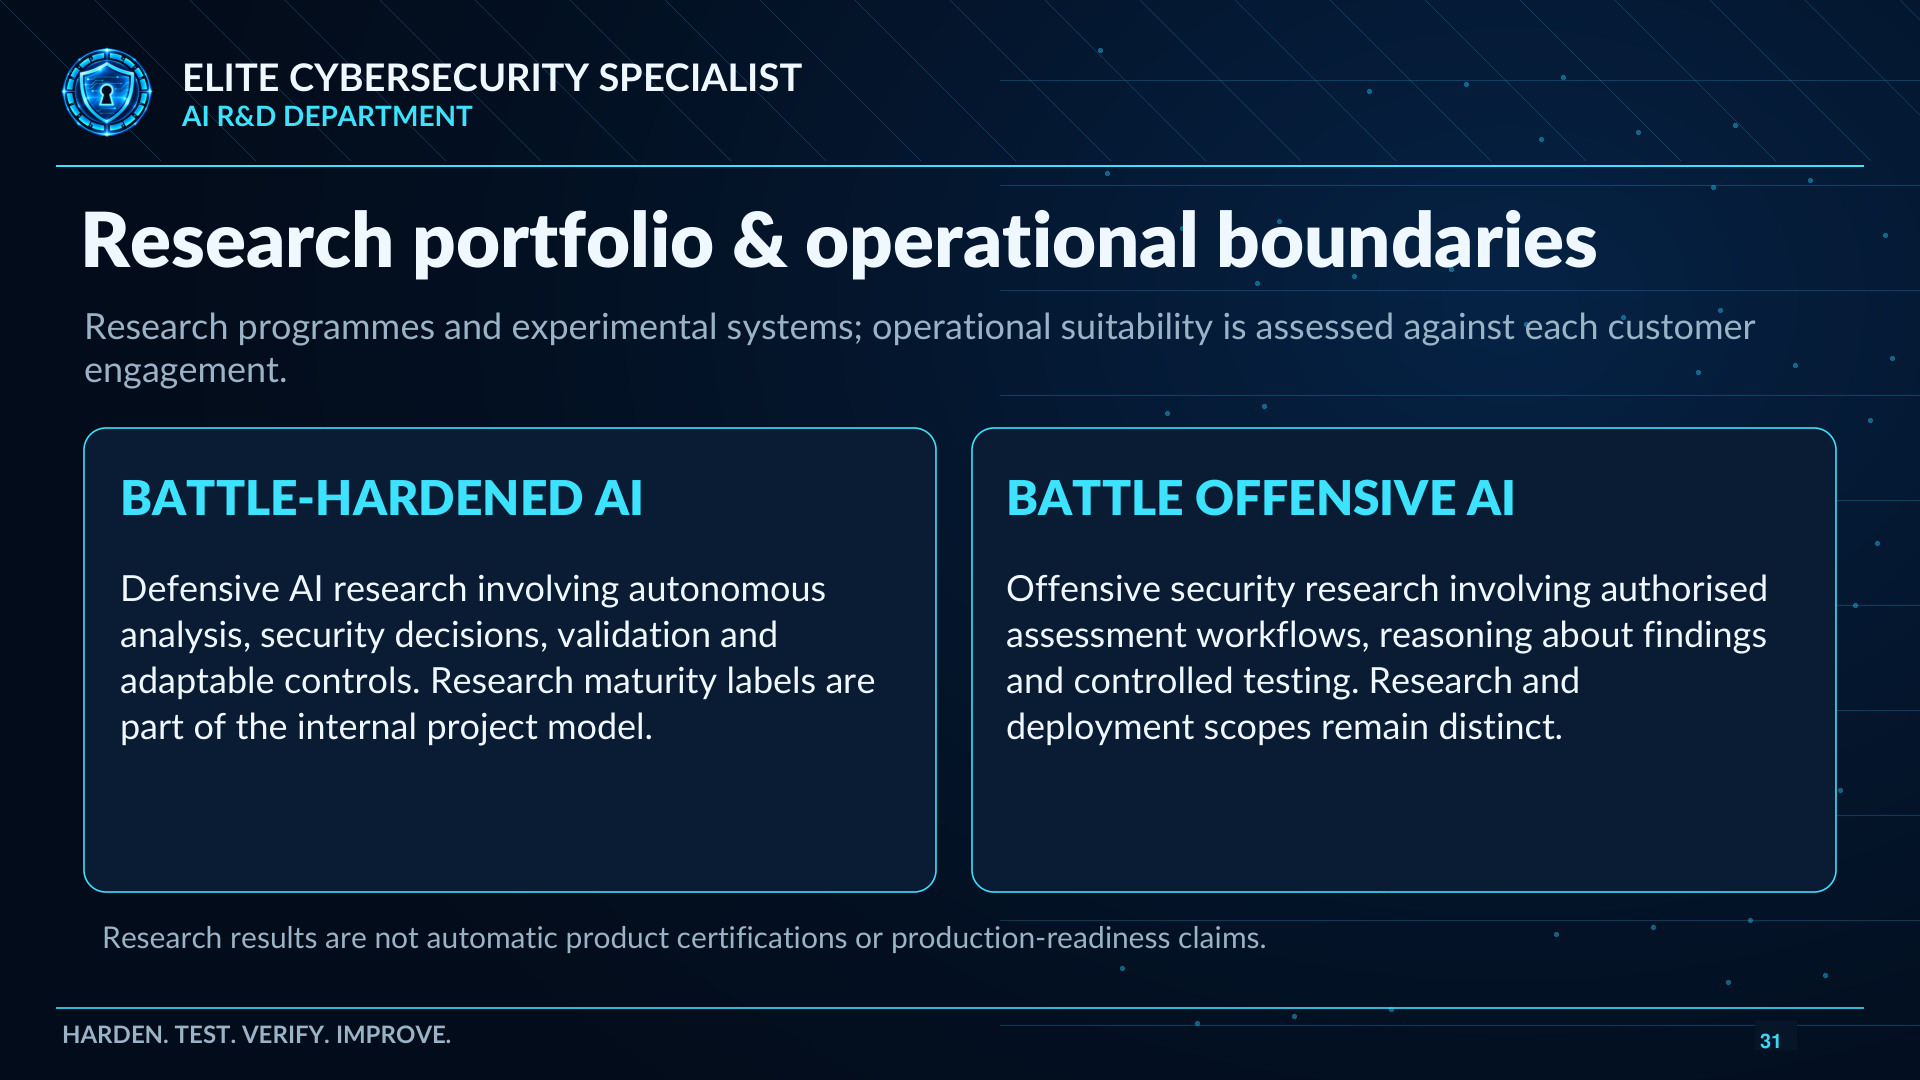 ELITE CYBERSECURITY SPECIALIST
AI R&D DEPARTMENT
Research portfolio & operational boundaries
Research programmes and experimental systems; operational suitability is assessed against each customer
engagement.
BATTLE-HARDENED AI
Defensive AI research involving autonomous
analysis, security decisions, validation and
adaptable controls. Research maturity labels are
part of the internal project model.
BATTLE OFFENSIVE AI
Offensive security research involving authorised
assessment workflows, reasoning about findings
and controlled testing. Research and
deployment scopes remain distinct.
Research results are not automatic product certifications or production-readiness claims.
HARDEN. TEST. VERIFY. IMPROVE.
31